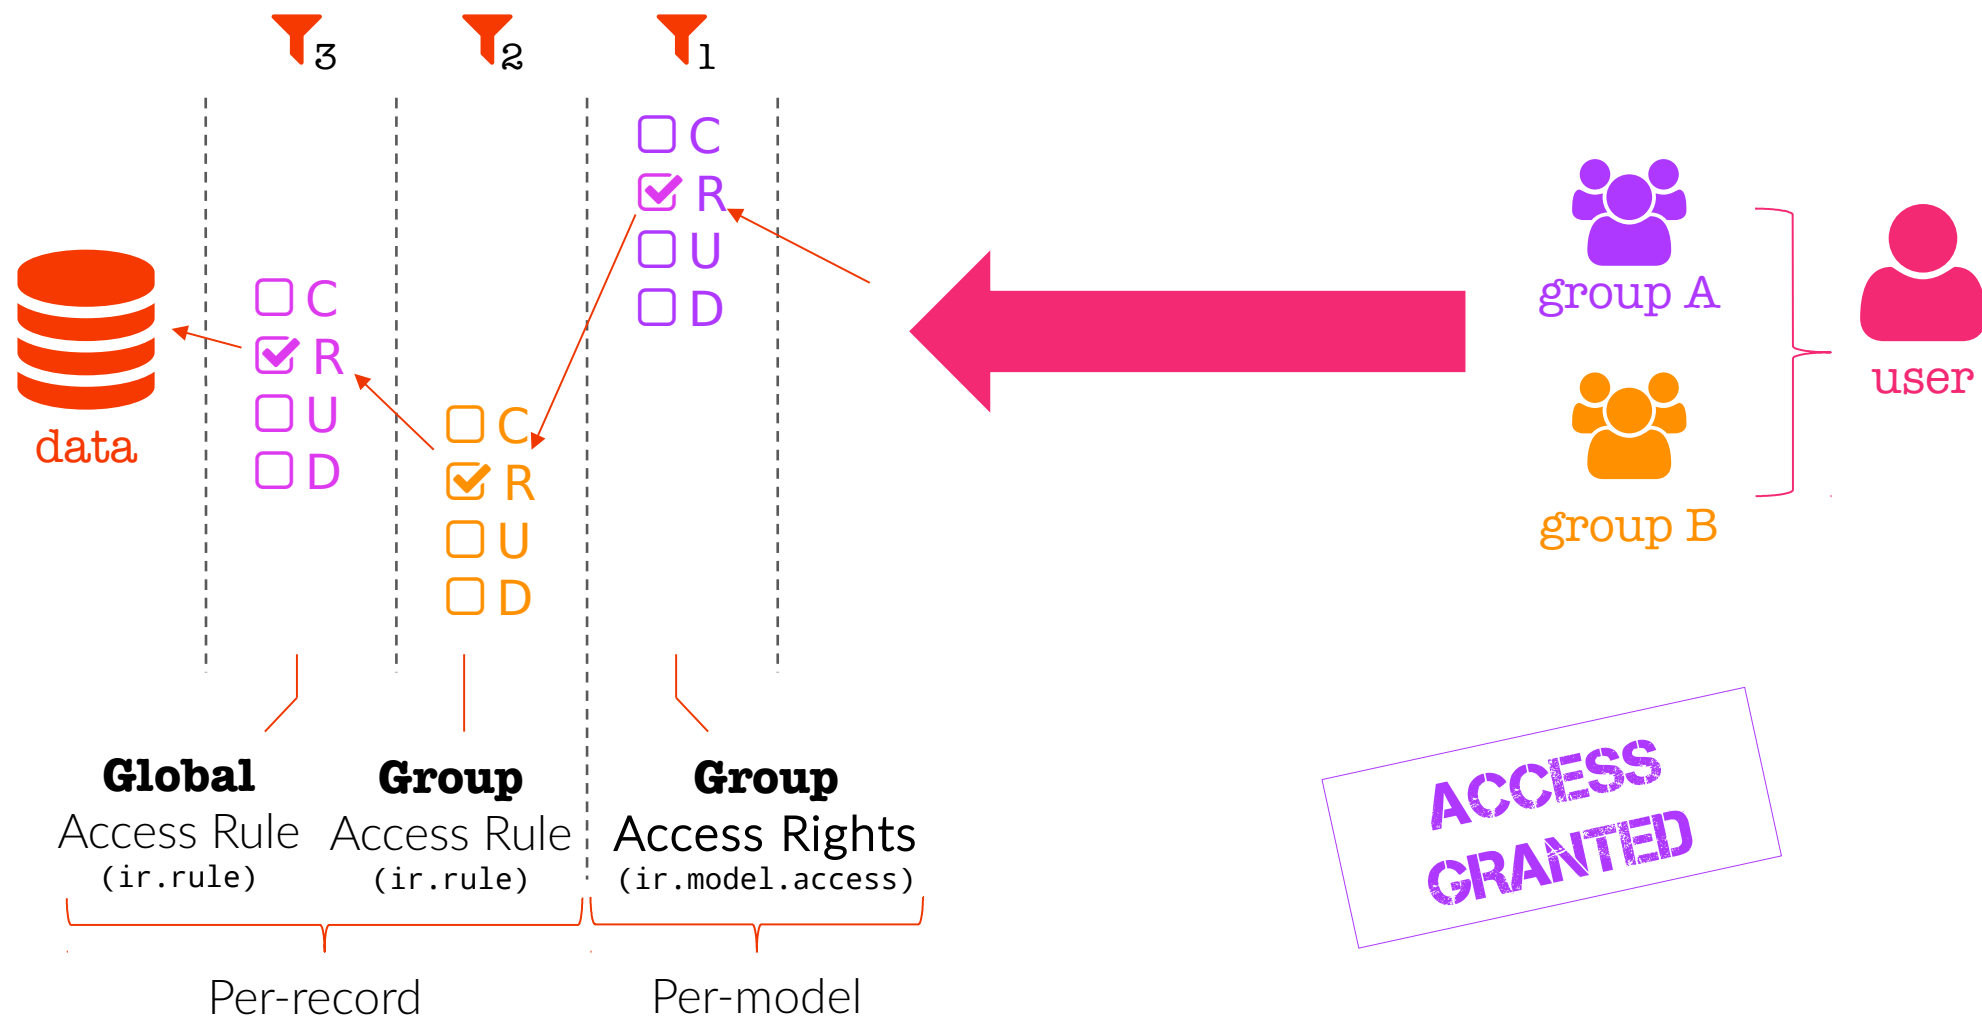 3
2
1
C
R
U
D
C
R
U
D
C
R
U
D
data
group A
group B
user
Global
Access Rule
(ir.rule)
Group
Access Rule
(ir.rule)
Group
Access Rights
(ir.model.access)
Per-record
Per-model
ACCESS
GRANTED